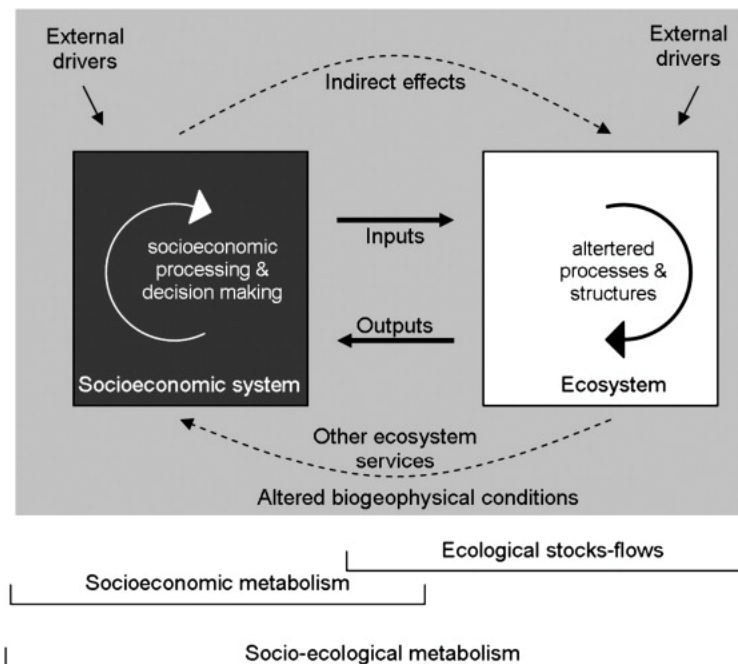 External
drivers
External
drivers
Indirect effects
socioeconomic
processing &
decision making
Inputs
altertered
processes &
structures
Outputs
Socioeconomic system
Ecosystem
Other ecosystem
services
Altered biogeophysical conditions
Ecological stocks-flows
Socioeconomic metabolism
Socio-ecological metabolism